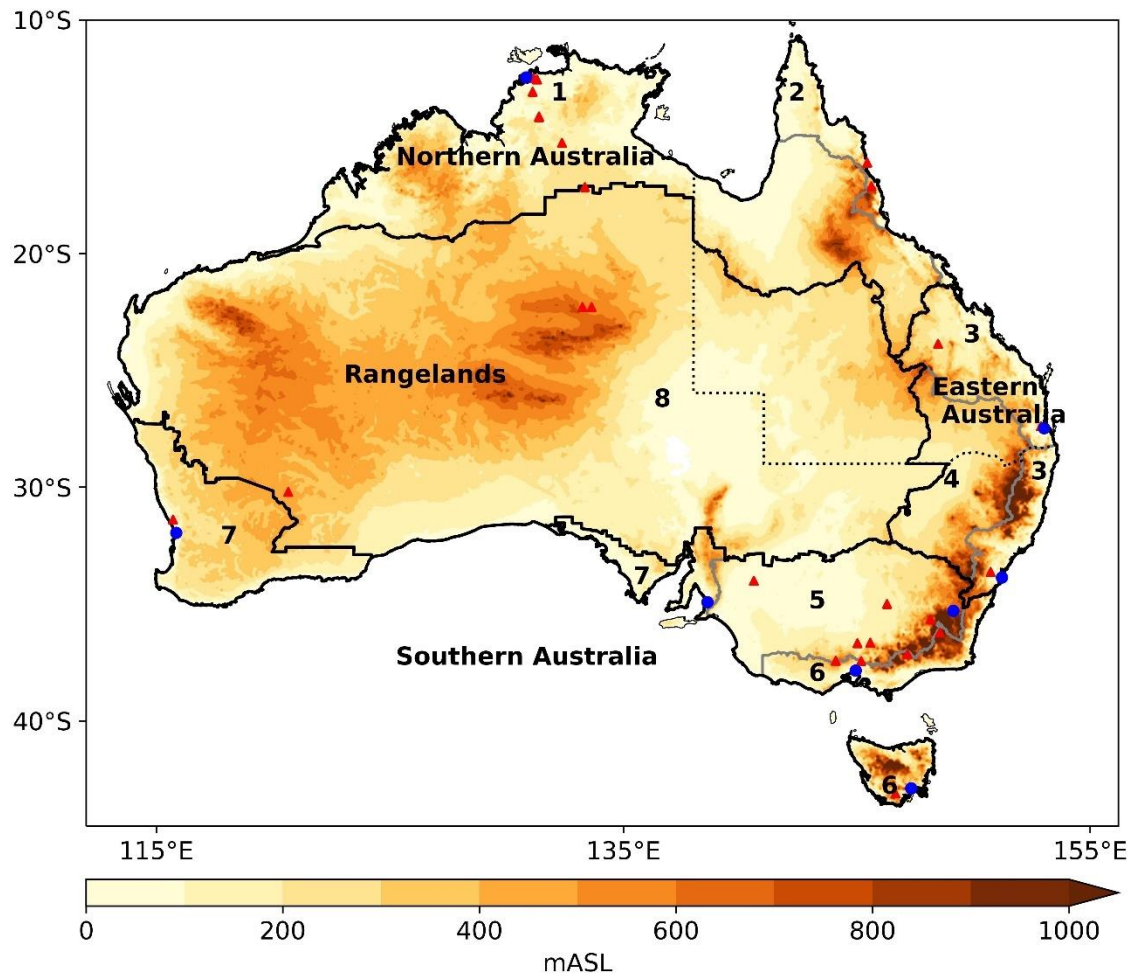 10°S
1
2
Northern Australia
20°S
3
Rangelands
8
Eastern
Australia
4
3
30°S
7
7
5
Southern Australia
6
40°S
6
115°E
135°E
155°E
0
200
400
600
800
1000
mASL